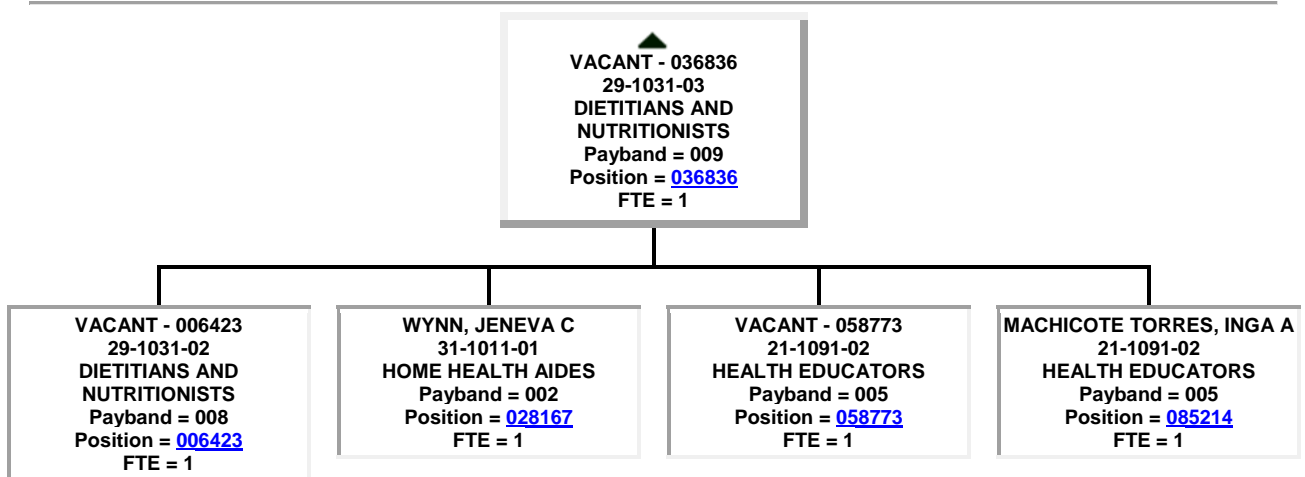 VACANT - 036836
29-1031-03
DIETITIANS AND
NUTRITIONISTS
Payband = 009
Position = 036836
FTE = 1
VACANT - 006423
29-1031-02
DIETITIANS AND
NUTRITIONISTS
Payband = 008
Position = 006423
FTE = 1
WYNN, JENEVA C
31-1011-01
HOME HEALTH AIDES
Payband = 002
Position = 028167
FTE = 1
VACANT - 058773
21-1091-02
HEALTH EDUCATORS
Payband = 005
Position = 058773
FTE = 1
MACHICOTE TORRES, INGA A
21-1091-02
HEALTH EDUCATORS
Payband = 005
Position = 085214
FTE = 1